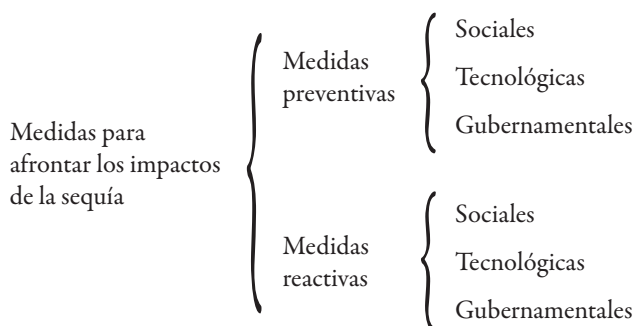 Medidas para
afrontar los impactos
de la sequía
Medidas
preventivas
Sociales
Tecnológicas
Gubernamentales
Medidas
reactivas
Sociales
Tecnológicas
Gubernamentales